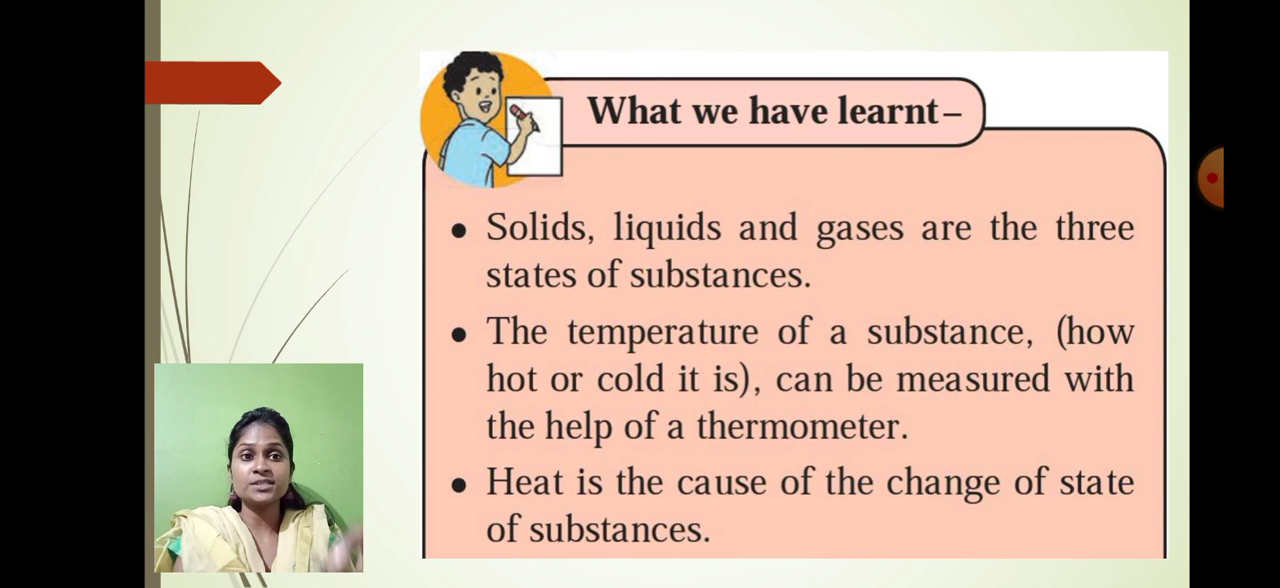 What we have learnt–
• Solids, liquids and gases are the three
states of substances.
• The temperature of a substance, (how
hot or cold it is), can be measured with
the help of a thermometer.
• Heat is the cause of the change of state
of substances.